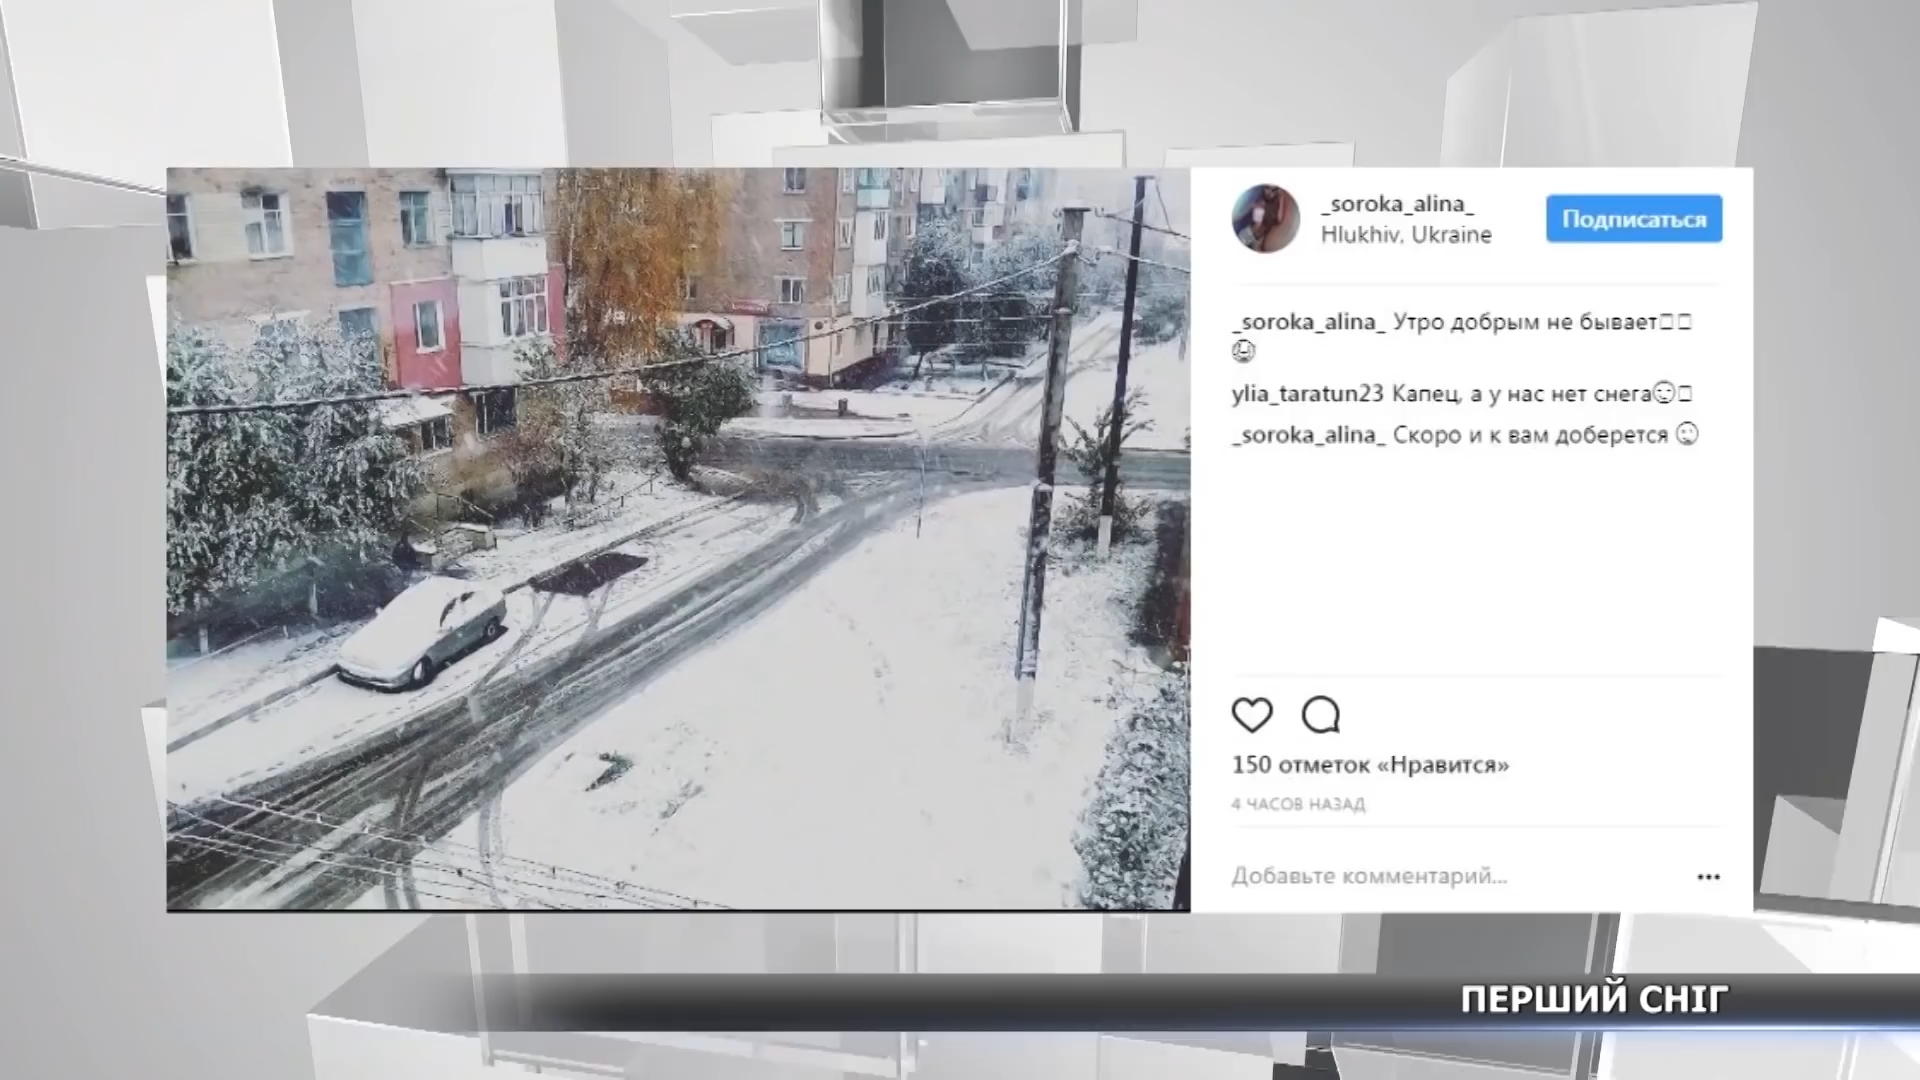 _soroka_alina_
Hlukhiv, Ukraine
Подписаться
_soroka_alina_ Утро добрым не бывает
ylia_taratun23 Капец, а у нас нет снега
_soroka_alina_ Скоро и к вам доберется
150 отметок «Нравится»
4 ЧАСОВ НАЗАД
Добавьте комментарий...
ПЕРШИЙ СНІГ